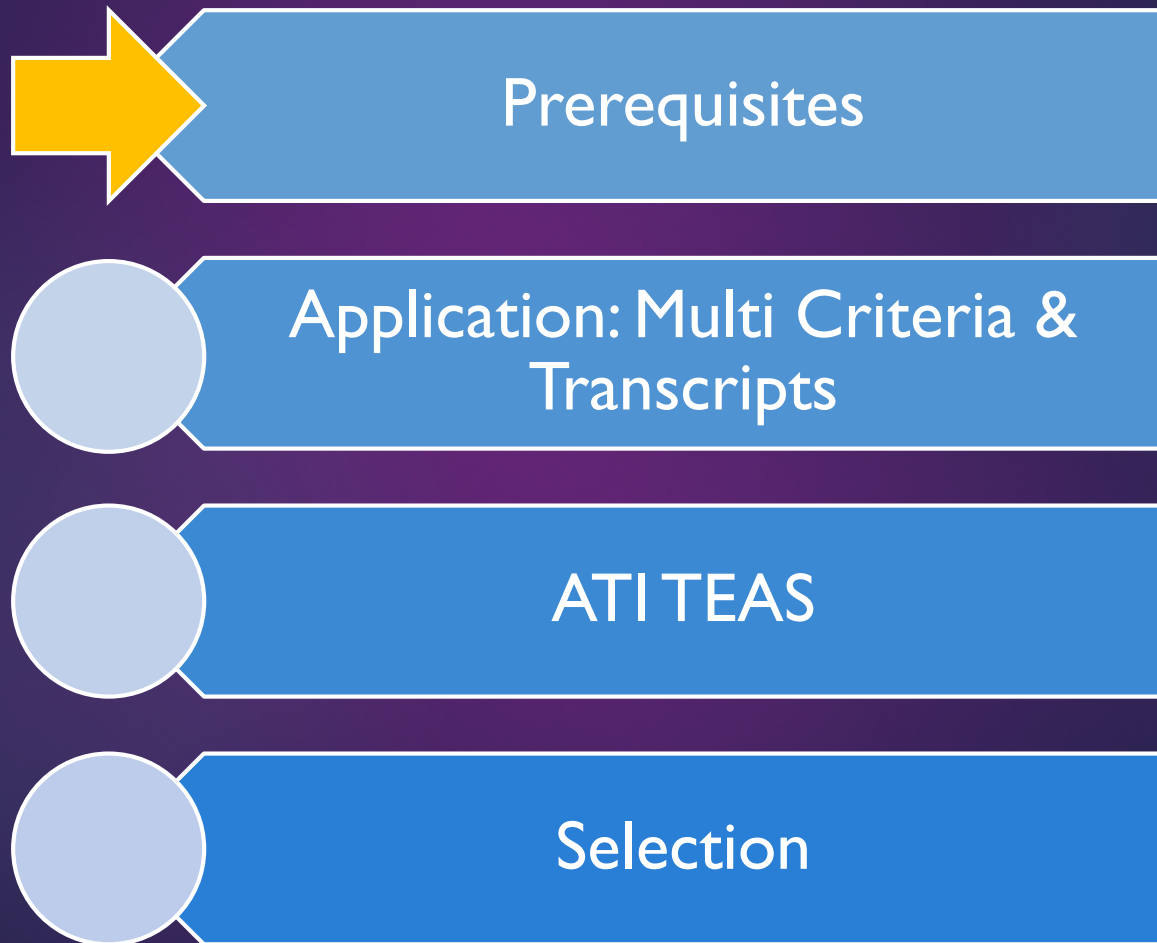 Prerequisites
Application: Multi Criteria &
Transcripts
ATI TEAS
Selection